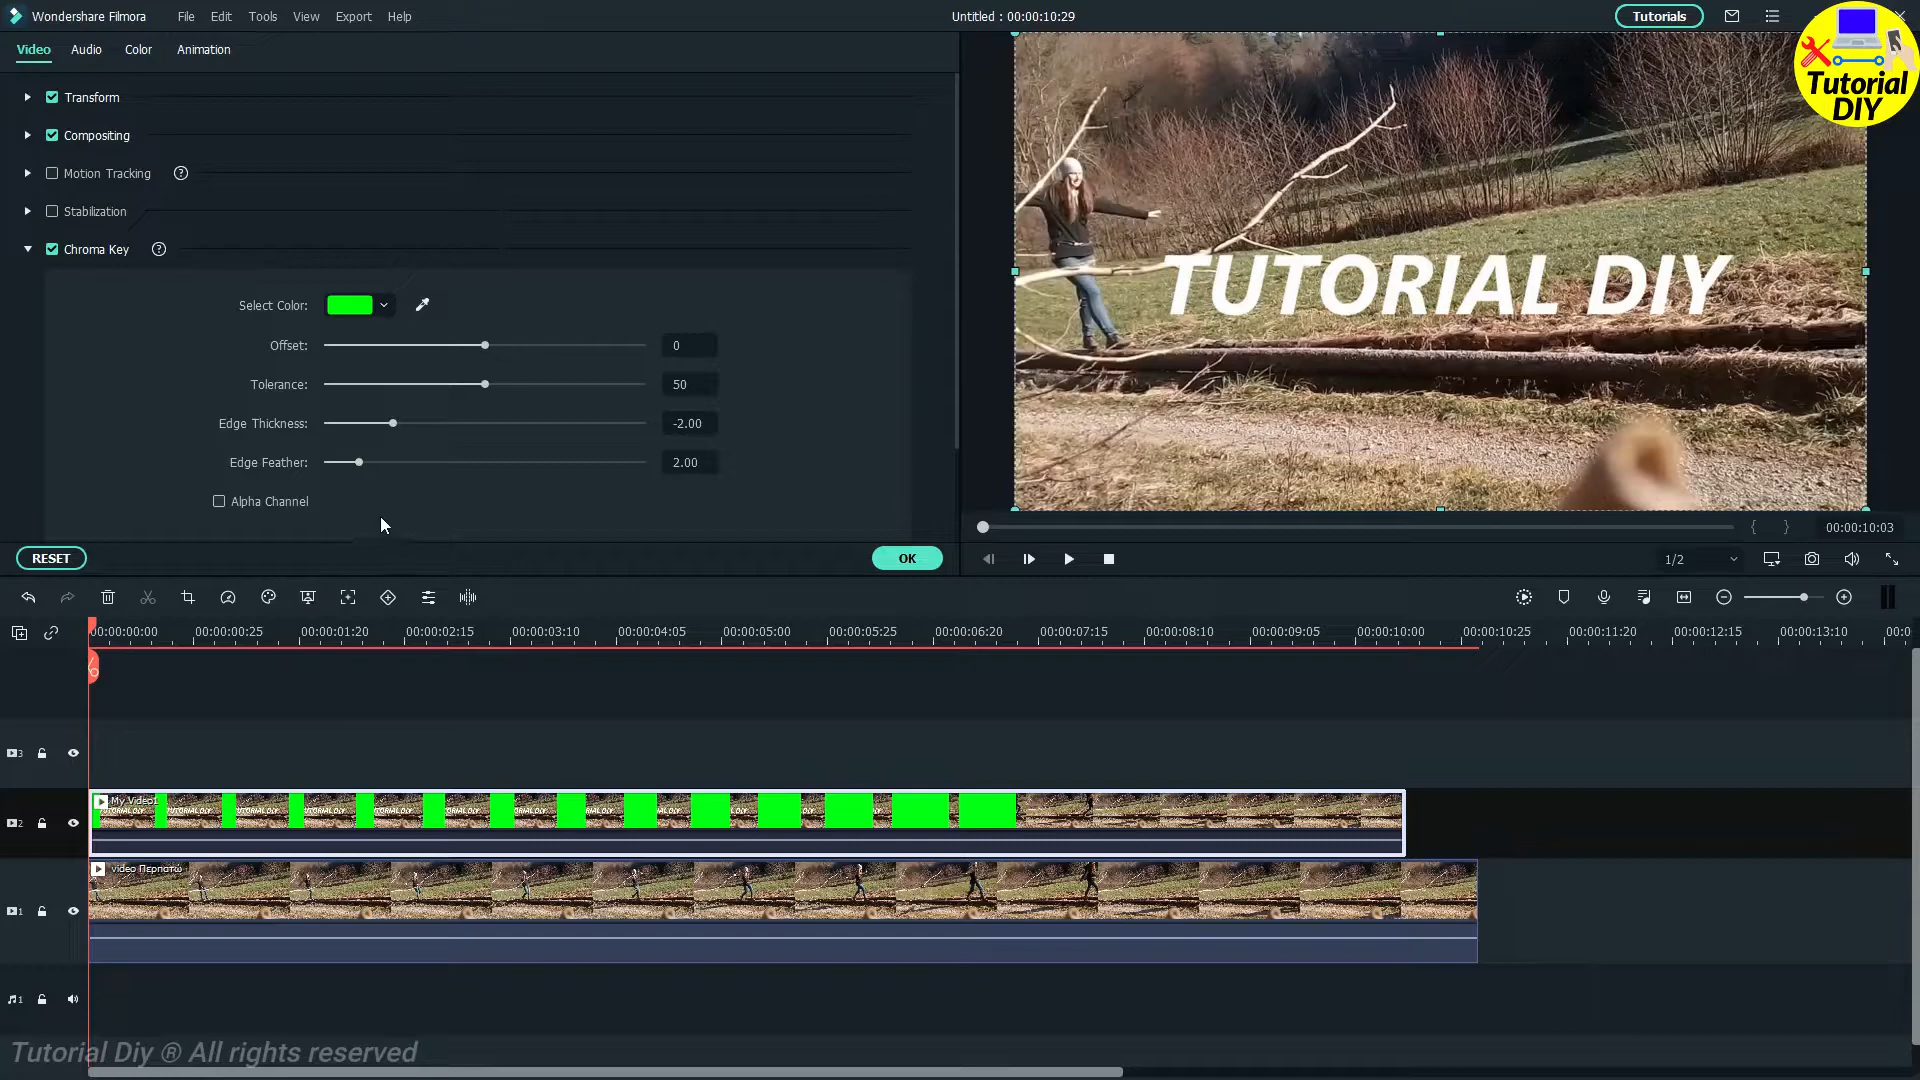 Wondershare Filmora File Edit Tools View Export Help Untitled : 00:00:10:29 Tutorials
Video Audio Color Animation
Tutorial
DIY
Transform
Compositing
Motion Tracking ?
Stabilization
Chroma Key ?
Select Color:
Offset: 0
Tolerance: 50
Edge Thickness: -2.00
Edge Feather: 2.00
Alpha Channel
TUTORIAL DIY
{ } 00:00:10:03
RESET OK 1/2
00:00:00:00 00:00:00:25 00:00:01:20 00:00:02:15 00:00:03:10 00:00:04:05 00:00:05:00 00:00:05:25 00:00:06:20 00:00:07:15 00:00:08:10 00:00:09:05 00:00:10:00 00:00:10:25 00:00:11:20 00:00:12:15 00:00:13:10 00:0
3
My Video1
2
video Περπατώ
1
1
Tutorial Diy ® All rights reserved